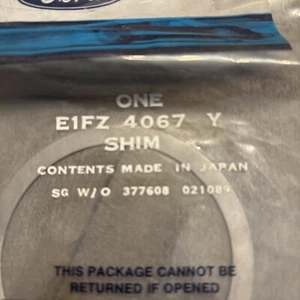 ONE
E1FZ 4067 Y
SHIM
CONTENTS MADE IN JAPAN
SG W/O 377608 021089
THIS PACKAGE CANNOT BE
RETURNED IF OPENED